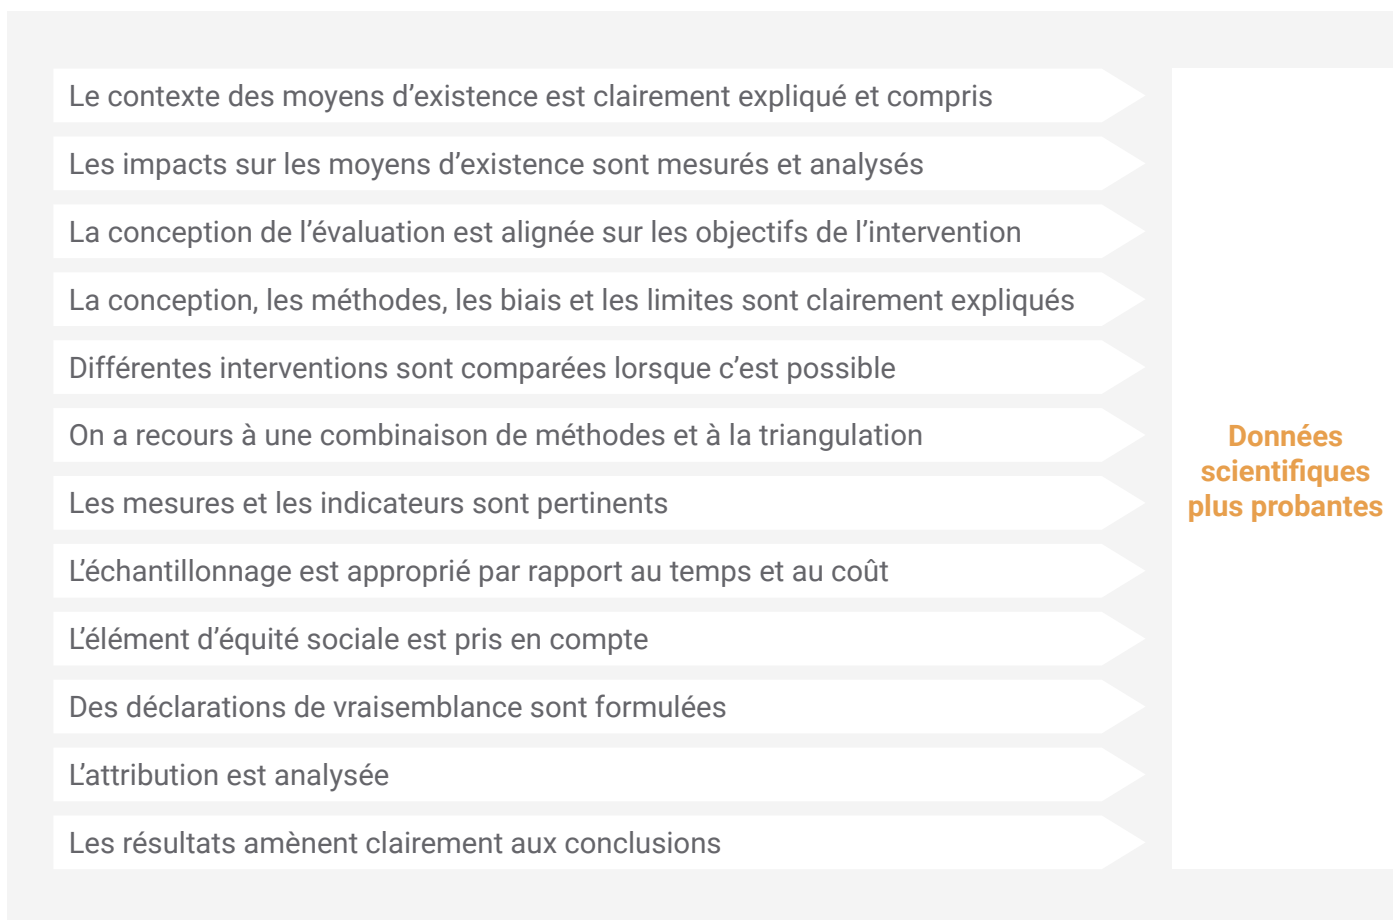 Le contexte des moyens d’existence est clairement expliqué et compris
Les impacts sur les moyens d’existence sont mesurés et analysés
La conception de l’évaluation est alignée sur les objectifs de l’intervention
La conception, les méthodes, les biais et les limites sont clairement expliqués
Différentes interventions sont comparées lorsque c’est possible
On a recours à une combinaison de méthodes et à la triangulation
Les mesures et les indicateurs sont pertinents
L’échantillonnage est approprié par rapport au temps et au coût
L’élément d’équité sociale est pris en compte
Des déclarations de vraisemblance sont formulées
L’attribution est analysée
Les résultats amènent clairement aux conclusions
Données
scientifiques
plus probantes